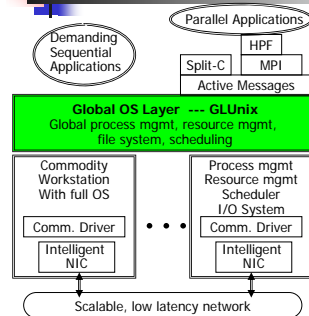 Parallel Applications
Demanding
Sequential
Applications
HPF
Split-C
MPI
Active Messages
Global OS Layer --- GLUnix
Global process mgmt, resource mgmt,
file system, scheduling
Commodity
Workstation
With full OS
Comm. Driver
Intelligent
NIC
• • •
Process mgmt
Resource mgmt
Scheduler
I/O System
Comm. Driver
Intelligent
NIC
Scalable, low latency network